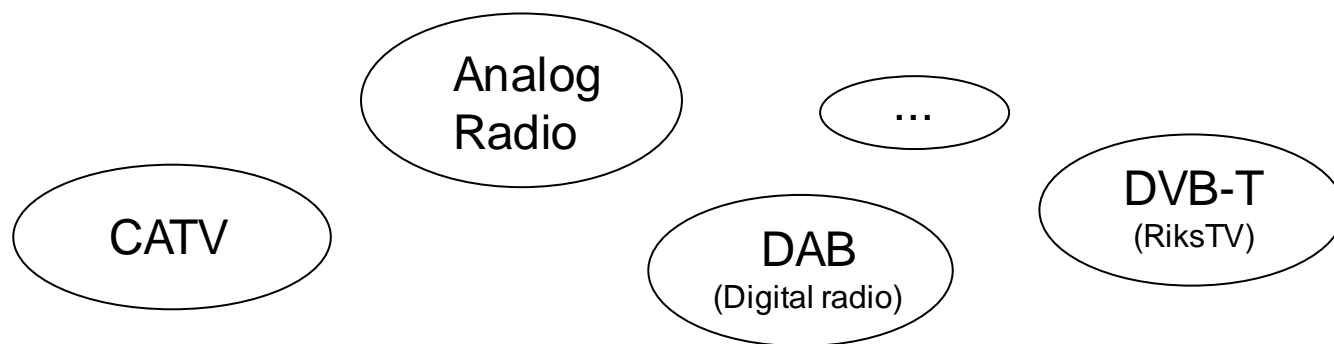 Analog
Radio
...
CATV
DVB-T
(RiksTV)
DAB
(Digital radio)